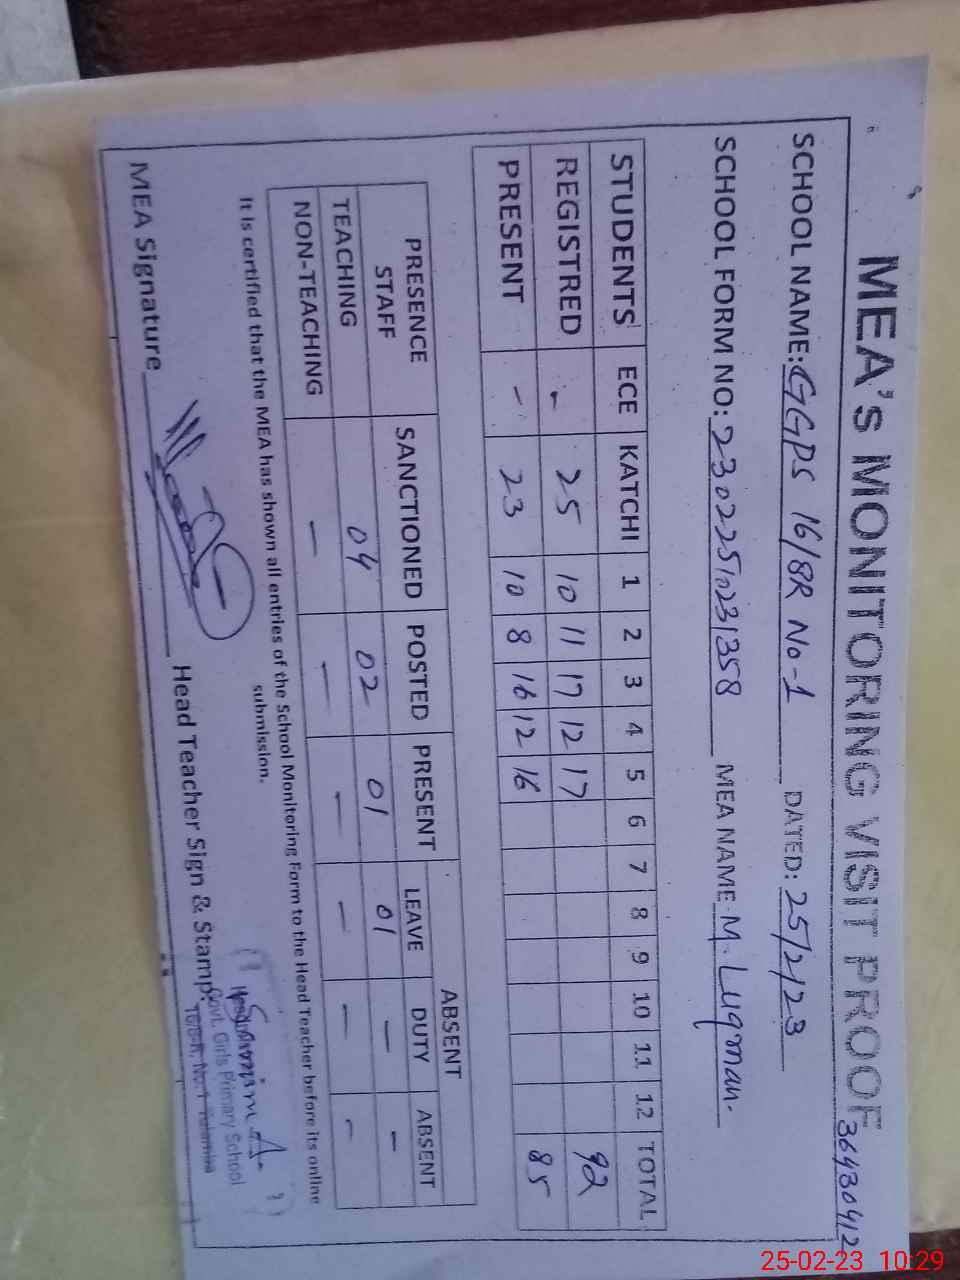 MEA's MONITORING VISIT PROOF
36430412
SCHOOL NAME: GGPS 16/8R No-1 DATED: 25/2/23
SCHOOL FORM NO: 23022510231358 MEA NAME M. Luqman.
STUDENTS ECE KATCHI 1 2 3 4 5 6 7 8 9 10 11 12 TOTAL
REGISTRED - 25 10 11 17 12 17 92
PRESENT - 23 10 8 16 12 16 85
PRESENCE STAFF SANCTIONED POSTED PRESENT ABSENT
LEAVE DUTY ABSENT
TEACHING 04 02 01 01 — -
NON-TEACHING — — - - — -
It is certified that the MEA has shown all entries of the School Monitoring Form to the Head Teacher before its online
submission.
MEA Signature Head Teacher Sign & Stamp:
Govt. Girls Primary School
No.1 Tulamba
25-02-23 10:29